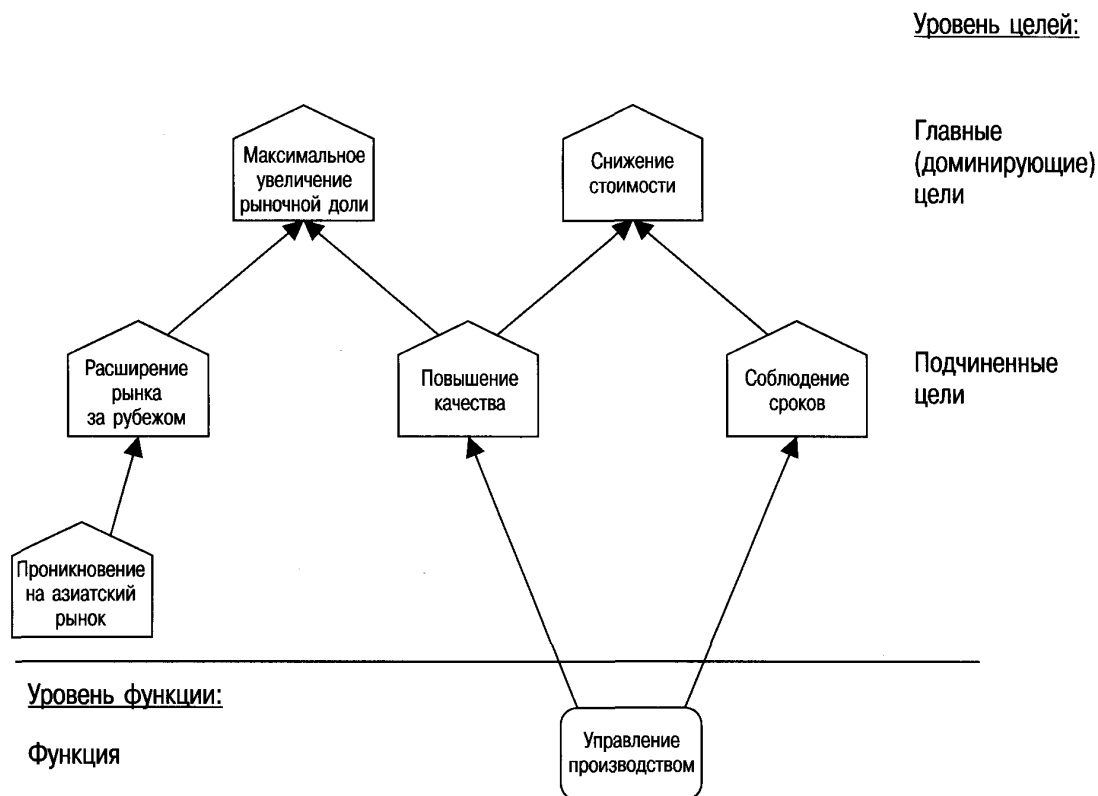 Уровень целей:
Максимальное
увеличение
рыночной доли
Снижение
стоимости
Главные
(доминирующие)
цели
Расширение
рынка
за рубежом
Повышение
качества
Соблюдение
сроков
Подчиненные
цели
Проникновение
на азиатский
рынок
Уровень функции:
Функция
Управление
производством